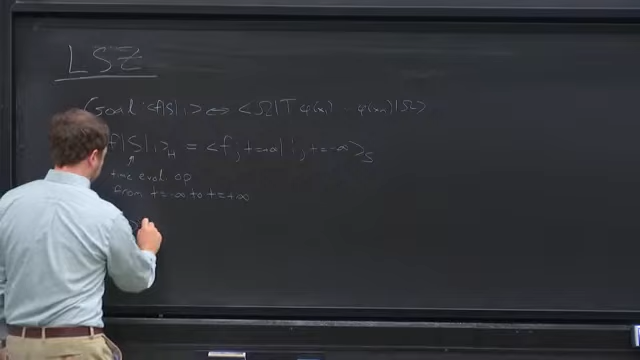 LSZ
Goal: <f|S|i> ⇔ <Ω|T φ(x₁) ... φ(xn)|Ω>
f|S|i>_H = <f; t=+∞|i, t=-∞>_S
time evol. op
from t=-∞ to t=+∞